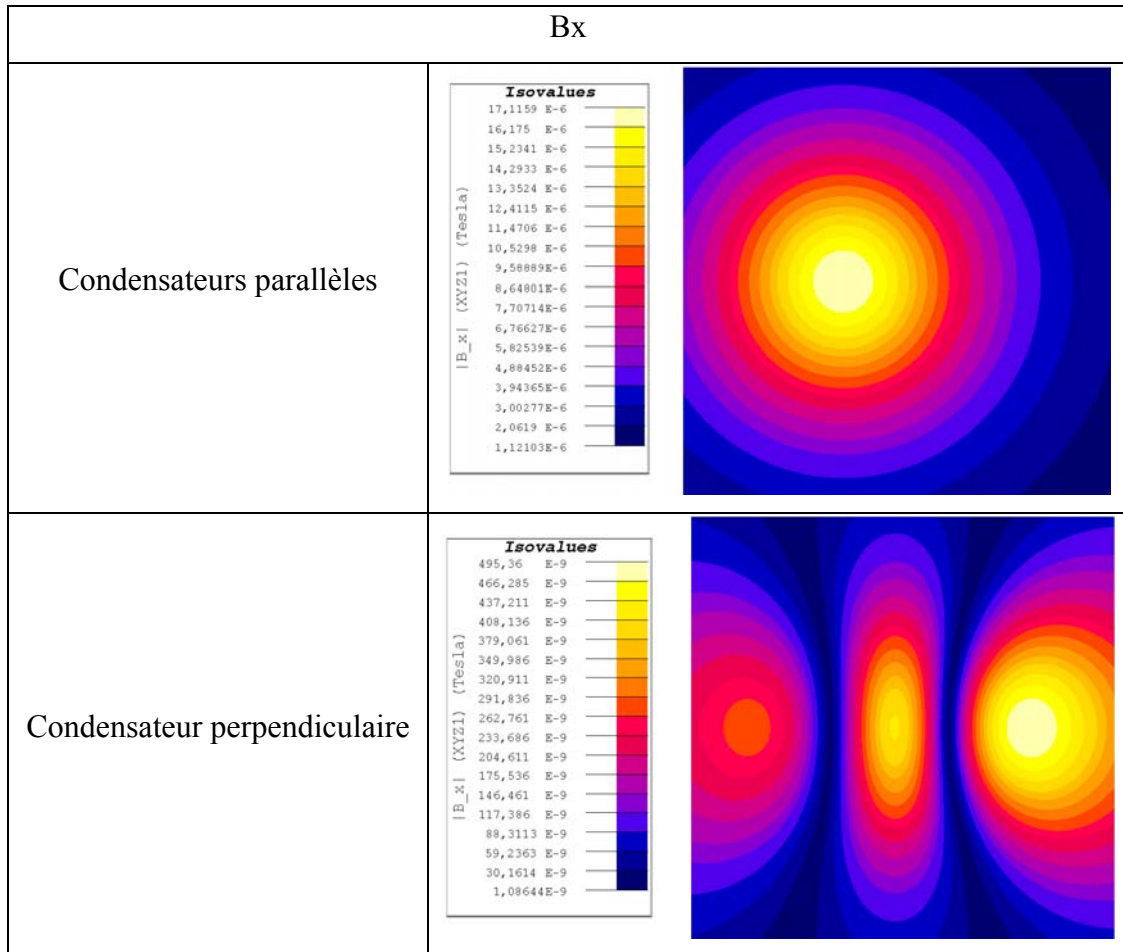 Bx
Condensateurs parallèles
Isovalues
17,1159 E-6
16,175 E-6
15,2341 E-6
14,2933 E-6
13,3524 E-6
12,4115 E-6
11,4706 E-6
10,5298 E-6
9,58889E-6
8,64801E-6
7,70714E-6
6,76627E-6
5,82539E-6
4,88452E-6
3,94365E-6
3,00277E-6
2,0619 E-6
1,12103E-6
|B_x| (XYZ1) (Tesla)
Condensateur perpendiculaire
Isovalues
495,36 E-9
466,285 E-9
437,211 E-9
408,136 E-9
379,061 E-9
349,986 E-9
320,911 E-9
291,836 E-9
262,761 E-9
233,686 E-9
204,611 E-9
175,536 E-9
146,461 E-9
117,386 E-9
88,3113 E-9
59,2363 E-9
30,1614 E-9
1,08644E-9
|B_x| (XYZ1) (Tesla)